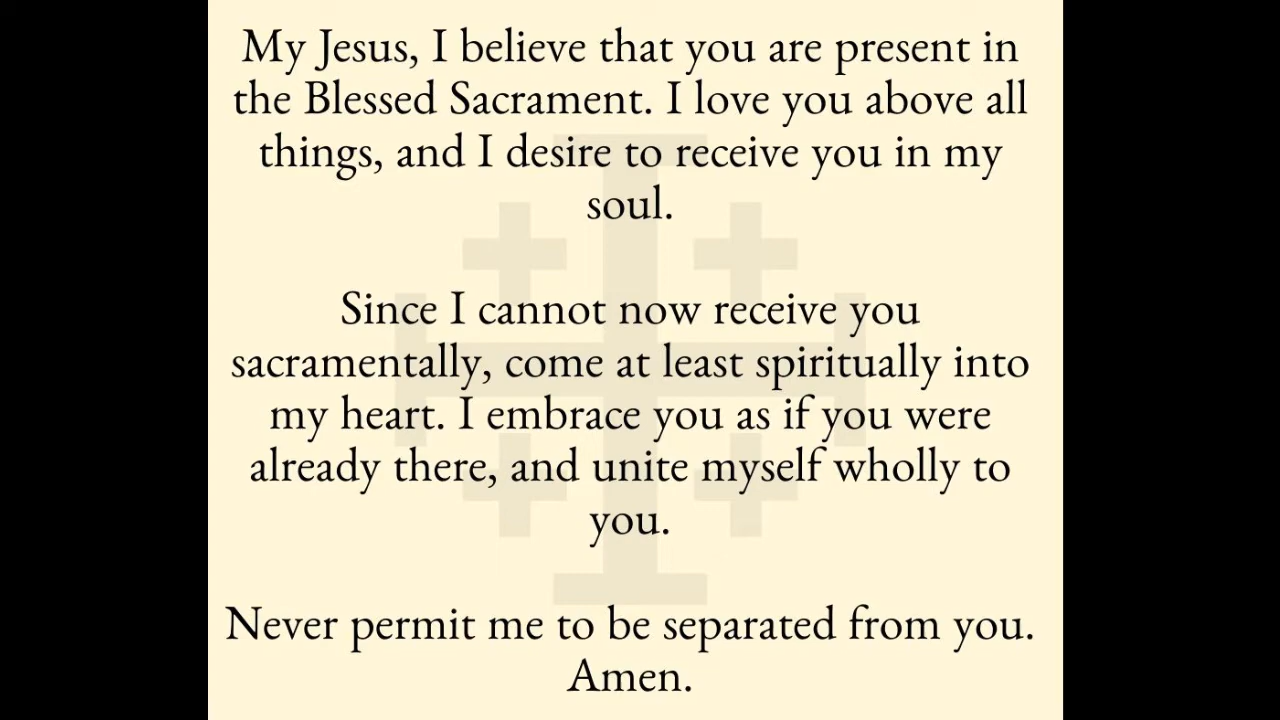 My Jesus, I believe that you are present in
the Blessed Sacrament. I love you above all
things, and I desire to receive you in my
soul.
Since I cannot now receive you
sacramentally, come at least spiritually into
my heart. I embrace you as if you were
already there, and unite myself wholly to
you.
Never permit me to be separated from you.
Amen.